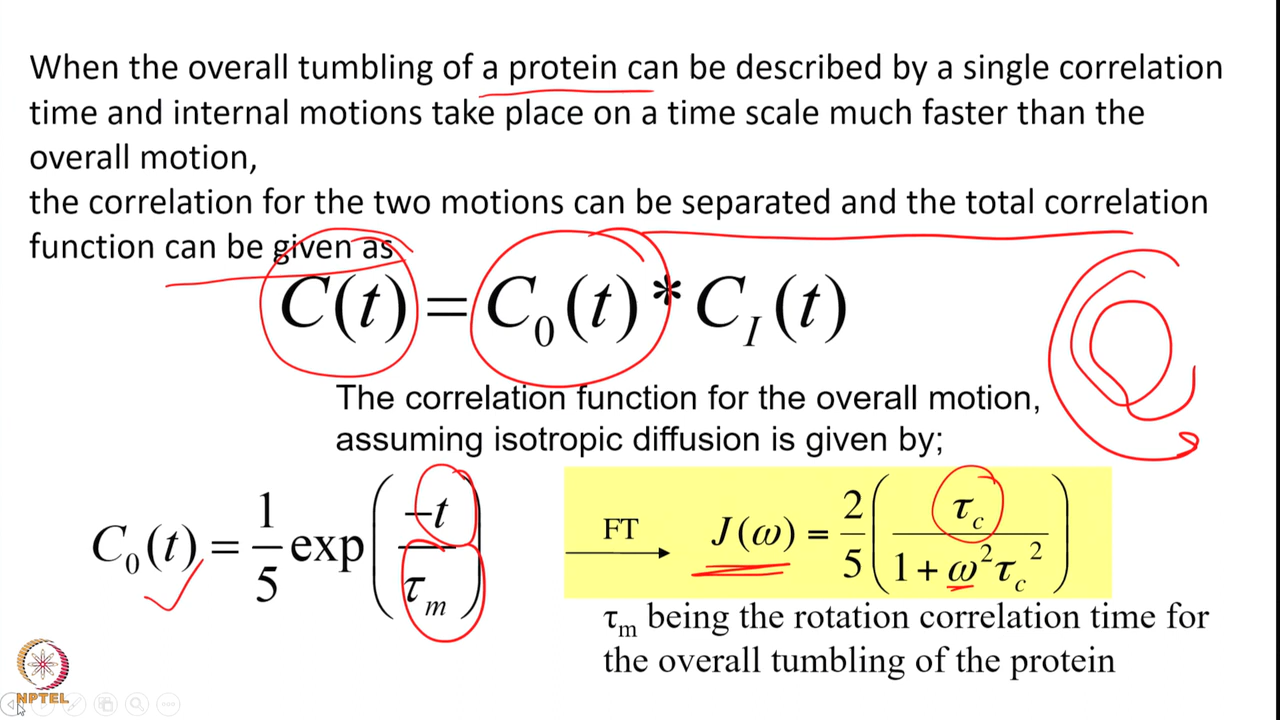 When the overall tumbling of a protein can be described by a single correlation
time and internal motions take place on a time scale much faster than the
overall motion,
the correlation for the two motions can be separated and the total correlation
function can be given as
C(t) = C₀(t) * C_I(t)
The correlation function for the overall motion,
assuming isotropic diffusion is given by;
C₀(t) = 1/5 exp(−t/τₘ)
FT → J(ω) = 2/5 (τ_c / (1 + ω²τ_c²))
τₘ being the rotation correlation time for
the overall tumbling of the protein
NPTEL